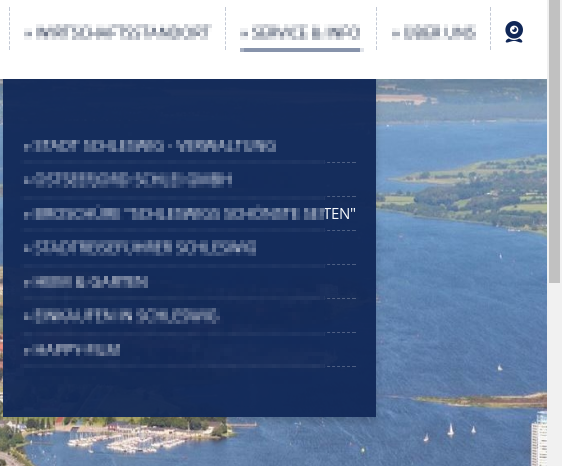 » WIRTSCHAFTSSTANDORT » SERVICE & INFO » ÜBER UNS
» STADT SCHLESWIG - VERWALTUNG
» OSTSEEFJORD SCHLEI GMBH
» BROSCHÜRE "SCHLESWIGS SCHÖNSTE SEITEN"
» STADTREISEFÜHRER SCHLESWIG
» HEIM & GARTEN
» EINKAUFEN IN SCHLESWIG
» HAPPY-FILM